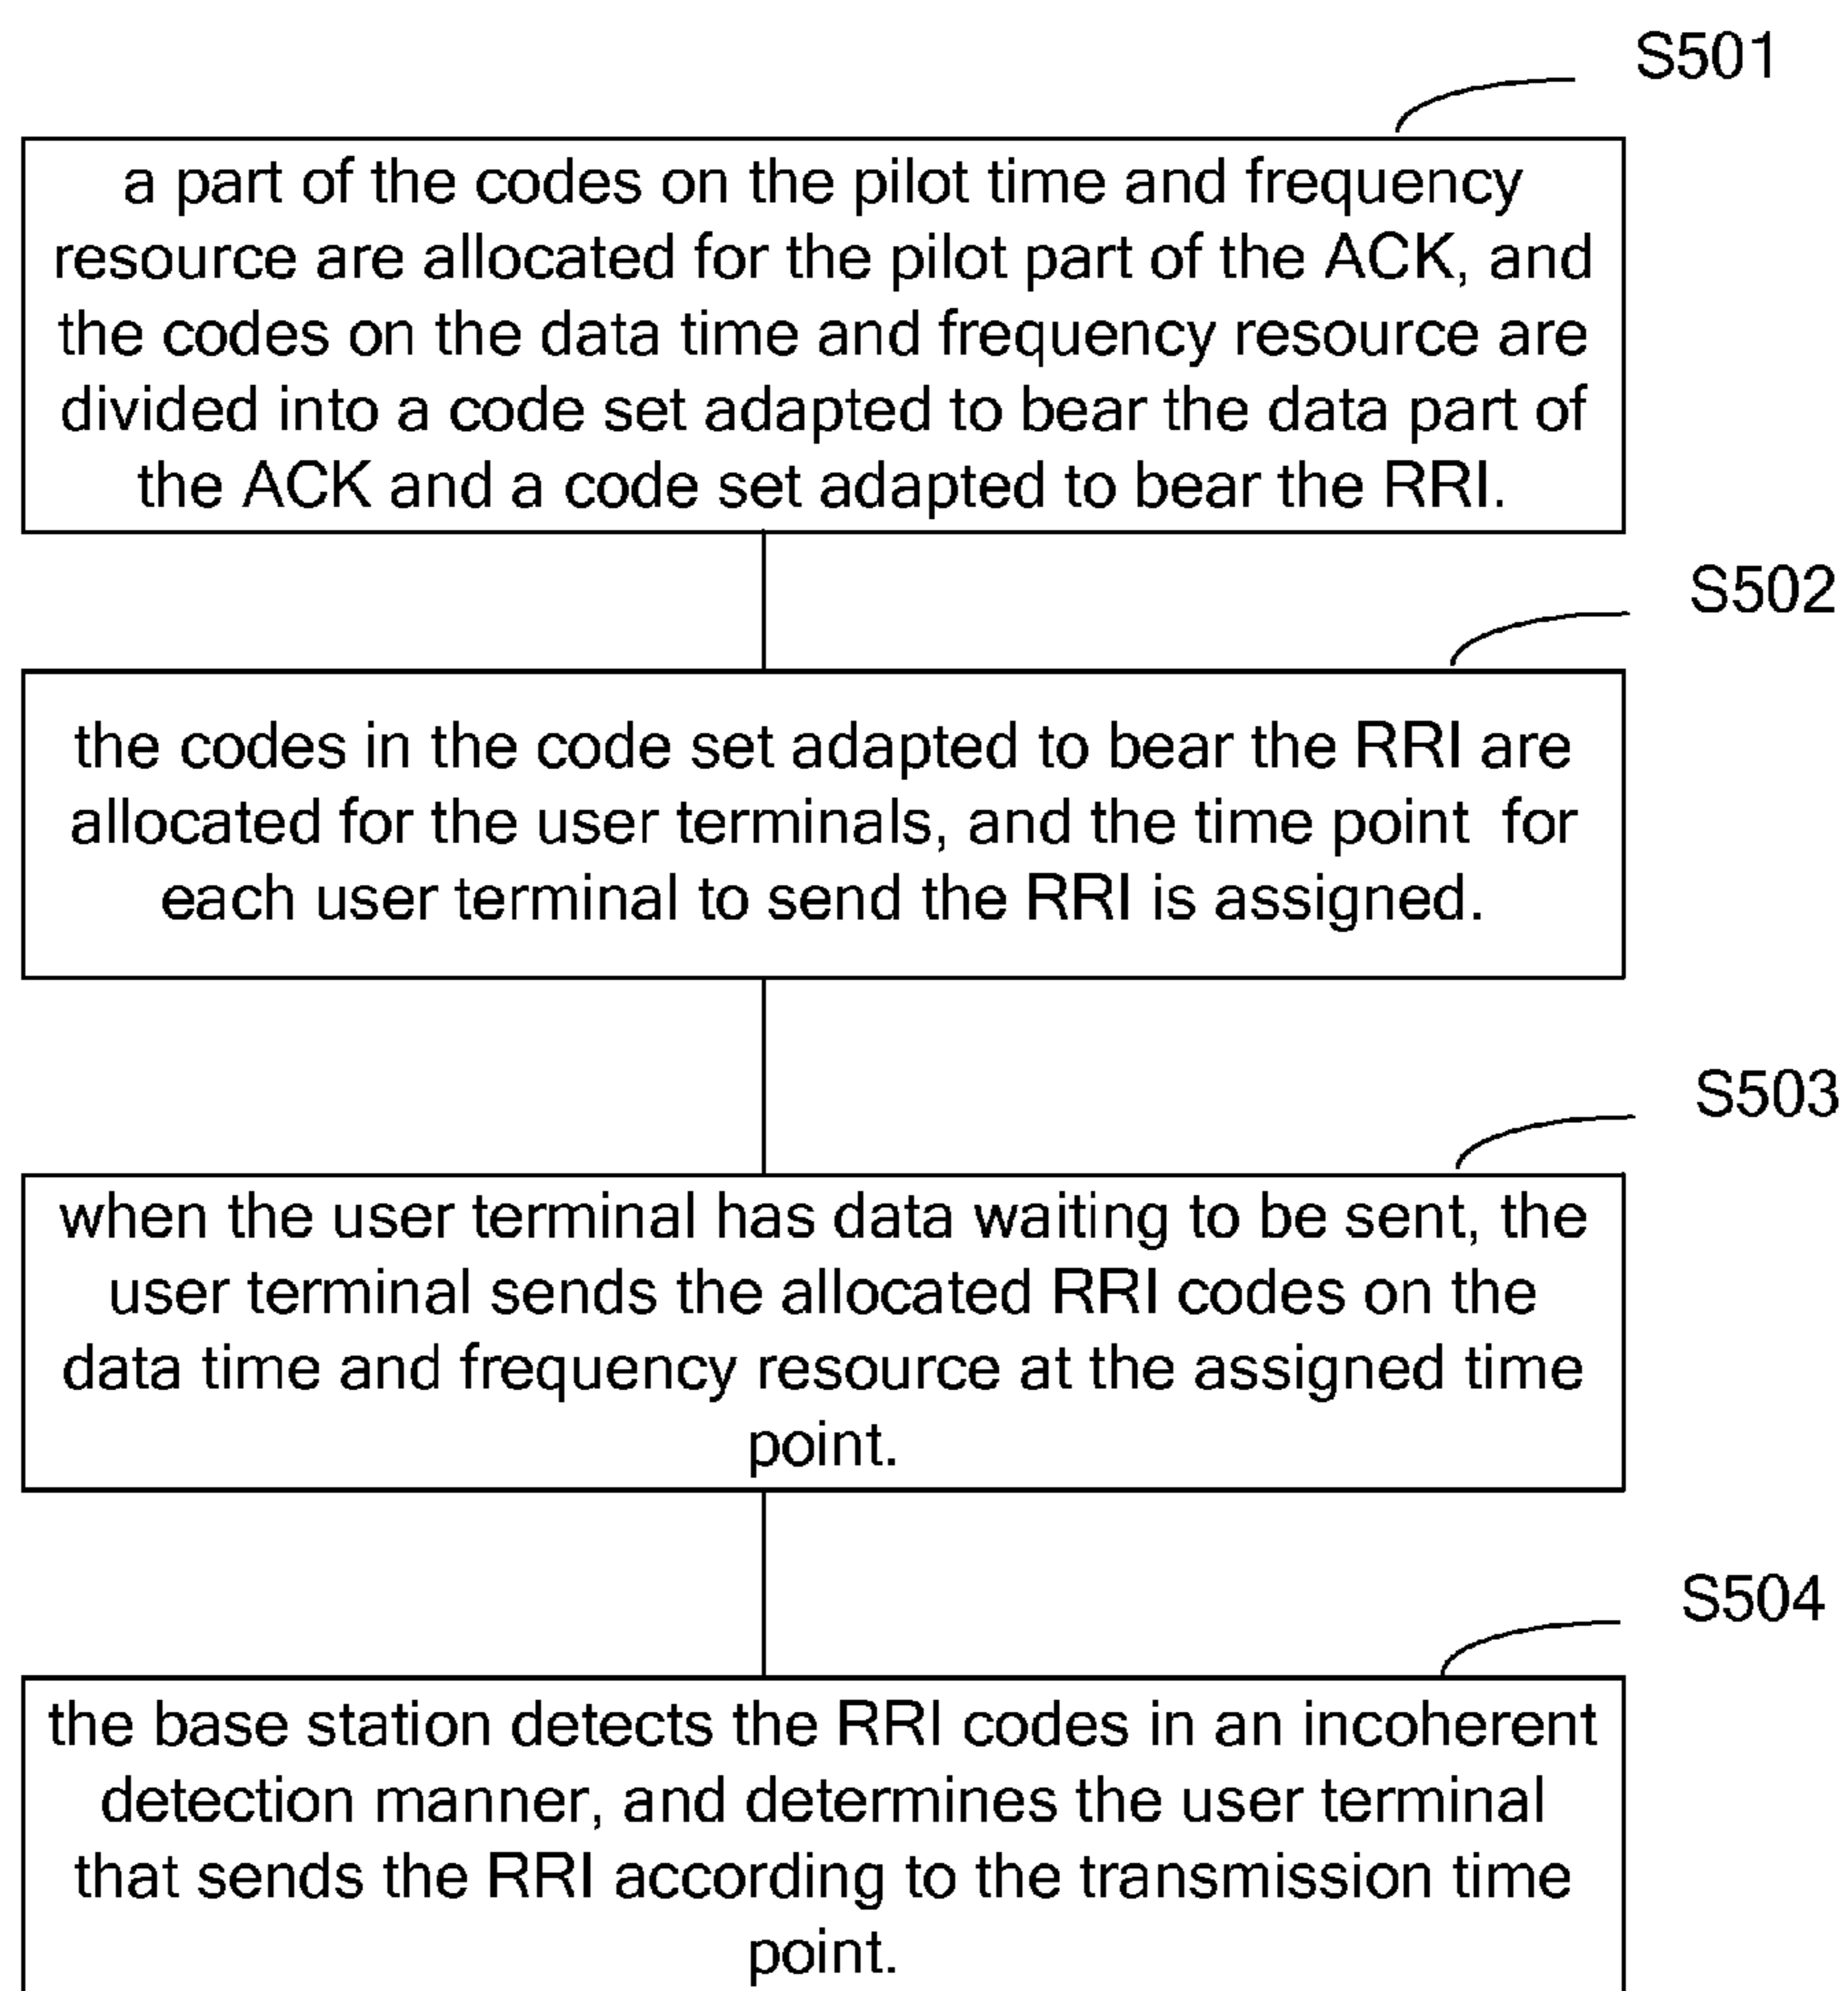 S501
a part of the codes on the pilot time and frequency
resource are allocated for the pilot part of the ACK, and
the codes on the data time and frequency resource are
divided into a code set adapted to bear the data part of
the ACK and a code set adapted to bear the RRI.
S502
the codes in the code set adapted to bear the RRI are
allocated for the user terminals, and the time point for
each user terminal to send the RRI is assigned.
S503
when the user terminal has data waiting to be sent, the
user terminal sends the allocated RRI codes on the
data time and frequency resource at the assigned time
point.
S504
the base station detects the RRI codes in an incoherent
detection manner, and determines the user terminal
that sends the RRI according to the transmission time
point.